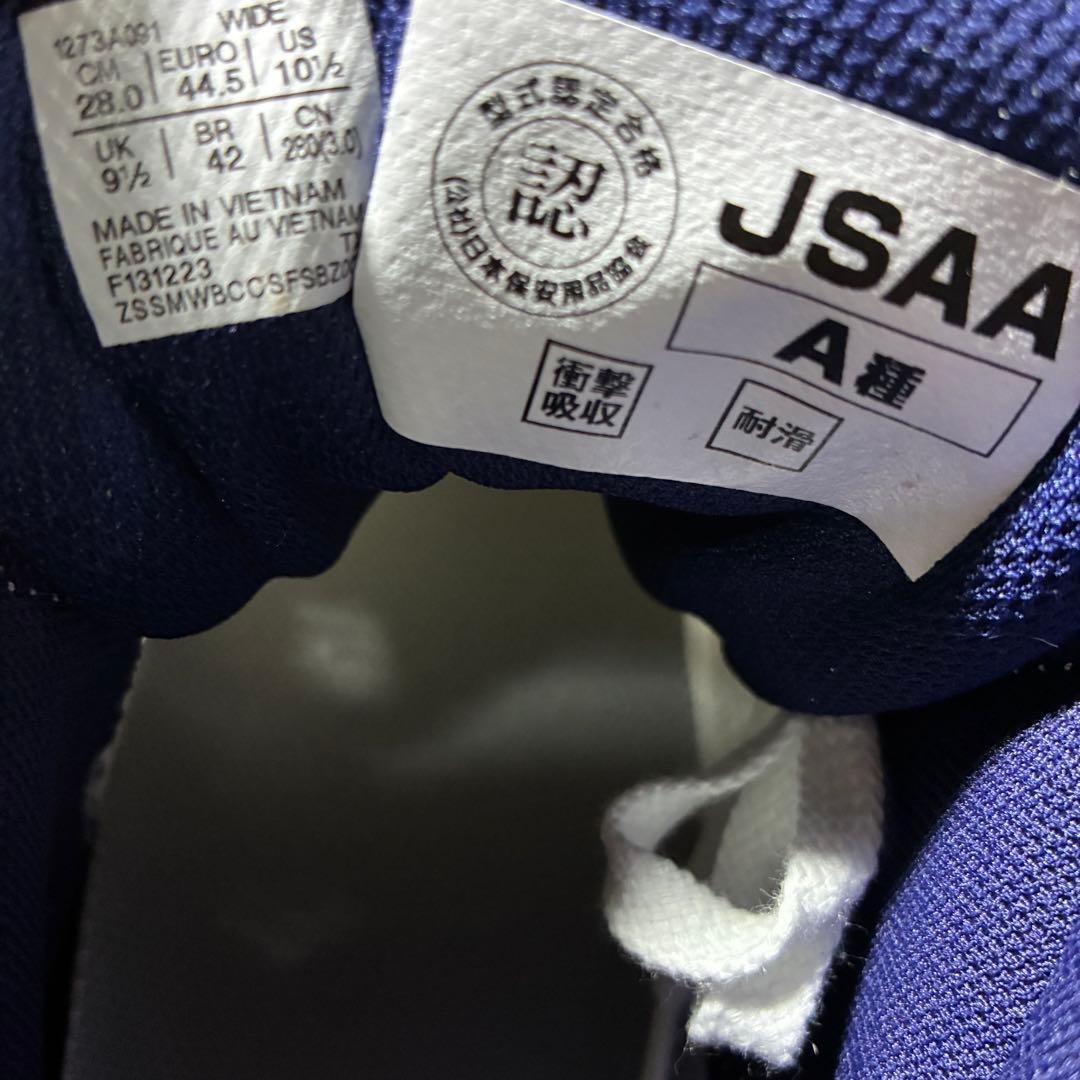 WIDE
1273A091
CM EURO US
28.0 44.5 10½
UK BR CN
9½ 42 280(3.0)
MADE IN VIETNAM
FABRIQUE AU VIETNAM
F131223
型式認定合格
認
(公社)日本保安用品協会
JSAA
A種
衝撃
吸収
耐滑